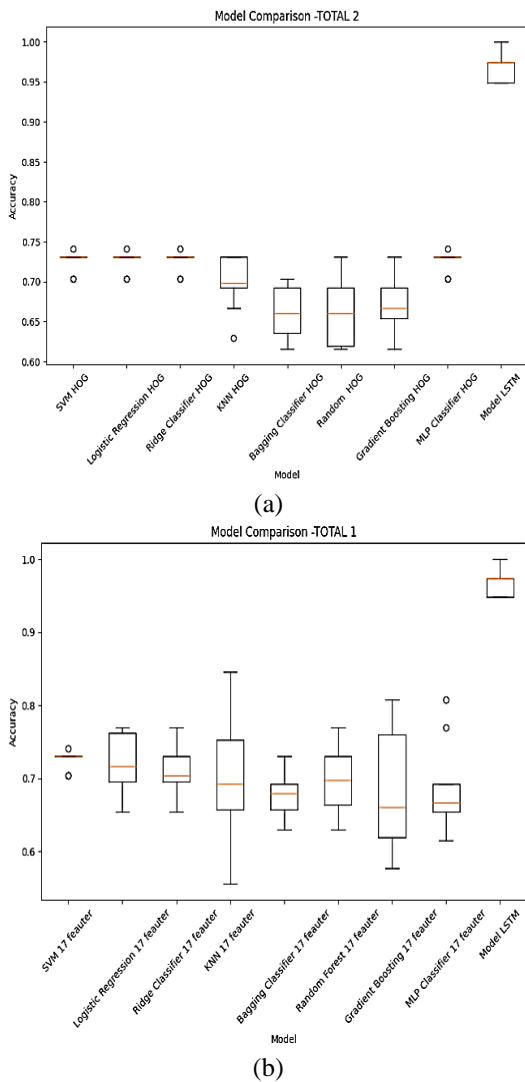 Model Comparison -TOTAL 2
Accuracy
1.00
0.95
0.90
0.85
0.80
0.75
0.70
0.65
0.60
SVM HOG
Logistic Regression HOG
Ridge Classifier HOG
KNN HOG
Bagging Classifier HOG
Random HOG
Gradient Boosting HOG
MLP Classifier HOG
Model LSTM
Model
(a)
Model Comparison -TOTAL 1
Accuracy
1.0
0.9
0.8
0.7
0.6
SVM 17 feauter
Logistic Regression 17 feauter
Ridge Classifier 17 feauter
KNN 17 feauter
Bagging Classifier 17 feauter
Random Forest 17 feauter
Gradient Boosting 17 feauter
MLP Classifier 17 feauter
Model LSTM
Model
(b)